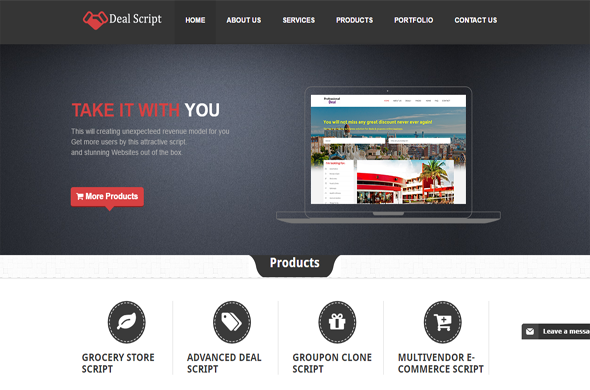 Deal Script
HOME
ABOUT US
SERVICES
PRODUCTS
PORTFOLIO
CONTACT US
TAKE IT WITH YOU
This will creating unexpecteed revenue model for you
Get more users by this attractive script
and stunning Websites out of the box
More Products
Professional
Deal
You will not miss any great discount never ever again!
Products
GROCERY STORE
SCRIPT
ADVANCED DEAL
SCRIPT
GROUPON CLONE
SCRIPT
MULTIVENDOR E-
COMMERCE SCRIPT
Leave a messa